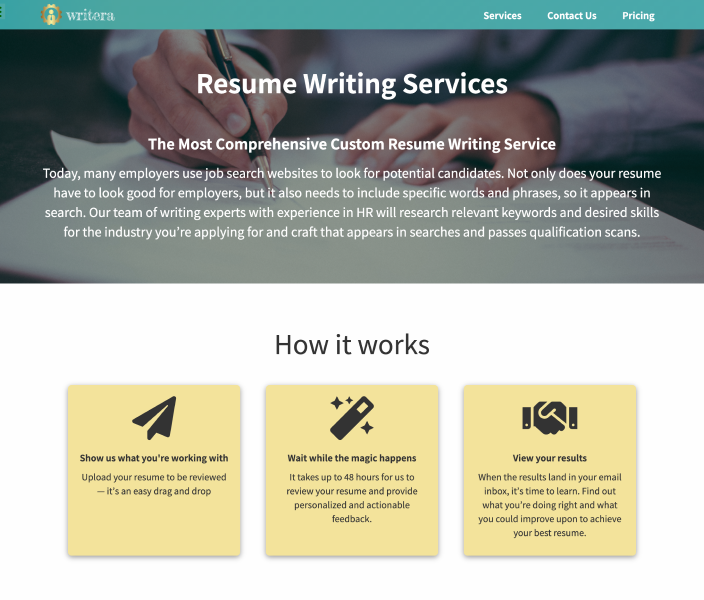 writera
Services Contact Us Pricing
Resume Writing Services
The Most Comprehensive Custom Resume Writing Service
Today, many employers use job search websites to look for potential candidates. Not only does your resume
have to look good for employers, but it also needs to include specific words and phrases, so it appears in
search. Our team of writing experts with experience in HR will research relevant keywords and desired skills
for the industry you're applying for and craft that appears in searches and passes qualification scans.
How it works
Show us what you're working with
Upload your resume to be reviewed
— it's an easy drag and drop
Wait while the magic happens
It takes up to 48 hours for us to
review your resume and provide
personalized and actionable
feedback.
View your results
When the results land in your email
inbox, it's time to learn. Find out
what you're doing right and what
you could improve upon to achieve
your best resume.